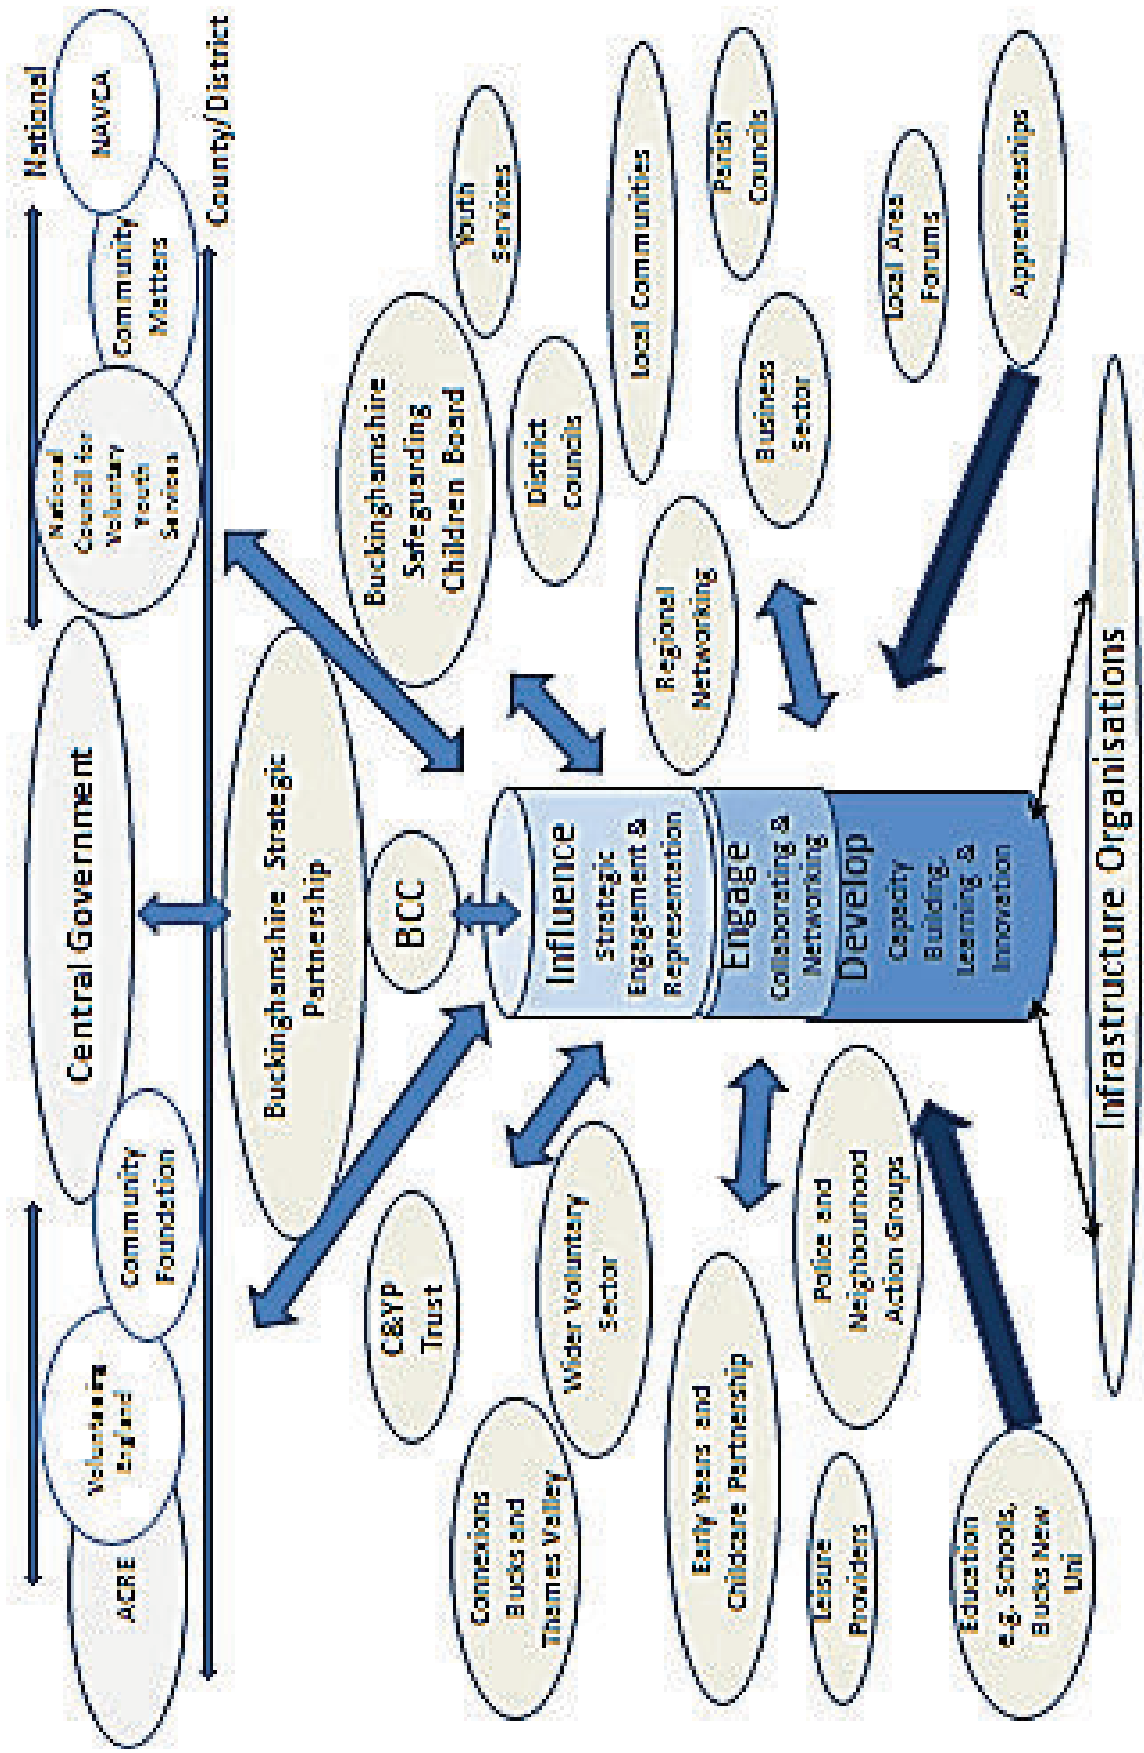 National
ACRE
Volunteering
England
Community
Foundation
Central Government
National
Council for
Voluntary
Youth
Services
Community
Matters
NAVCA
County/District
Buckinghamshire Strategic
Partnership
BCC
C&YP
Trust
Buckinghamshire
Safeguarding
Children Board
Youth
Services
Connexions
Bucks and
Thames Valley
Wider Voluntary
Sector
District
Councils
Local Communities
Influence
Strategic
Engagement &
Representation
Regional
Networking
Parish
Councils
Early Years and
Childcare Partnership
Engage
Collaborating &
Networking
Business
Sector
Leisure
Providers
Police and
Neighbourhood
Action Groups
Develop
Capacity
Building,
Learning, &
Innovation
Local Area
Forums
Education
e.g. Schools,
Bucks New
Uni
Apprenticeships
Infrastructure Organisations